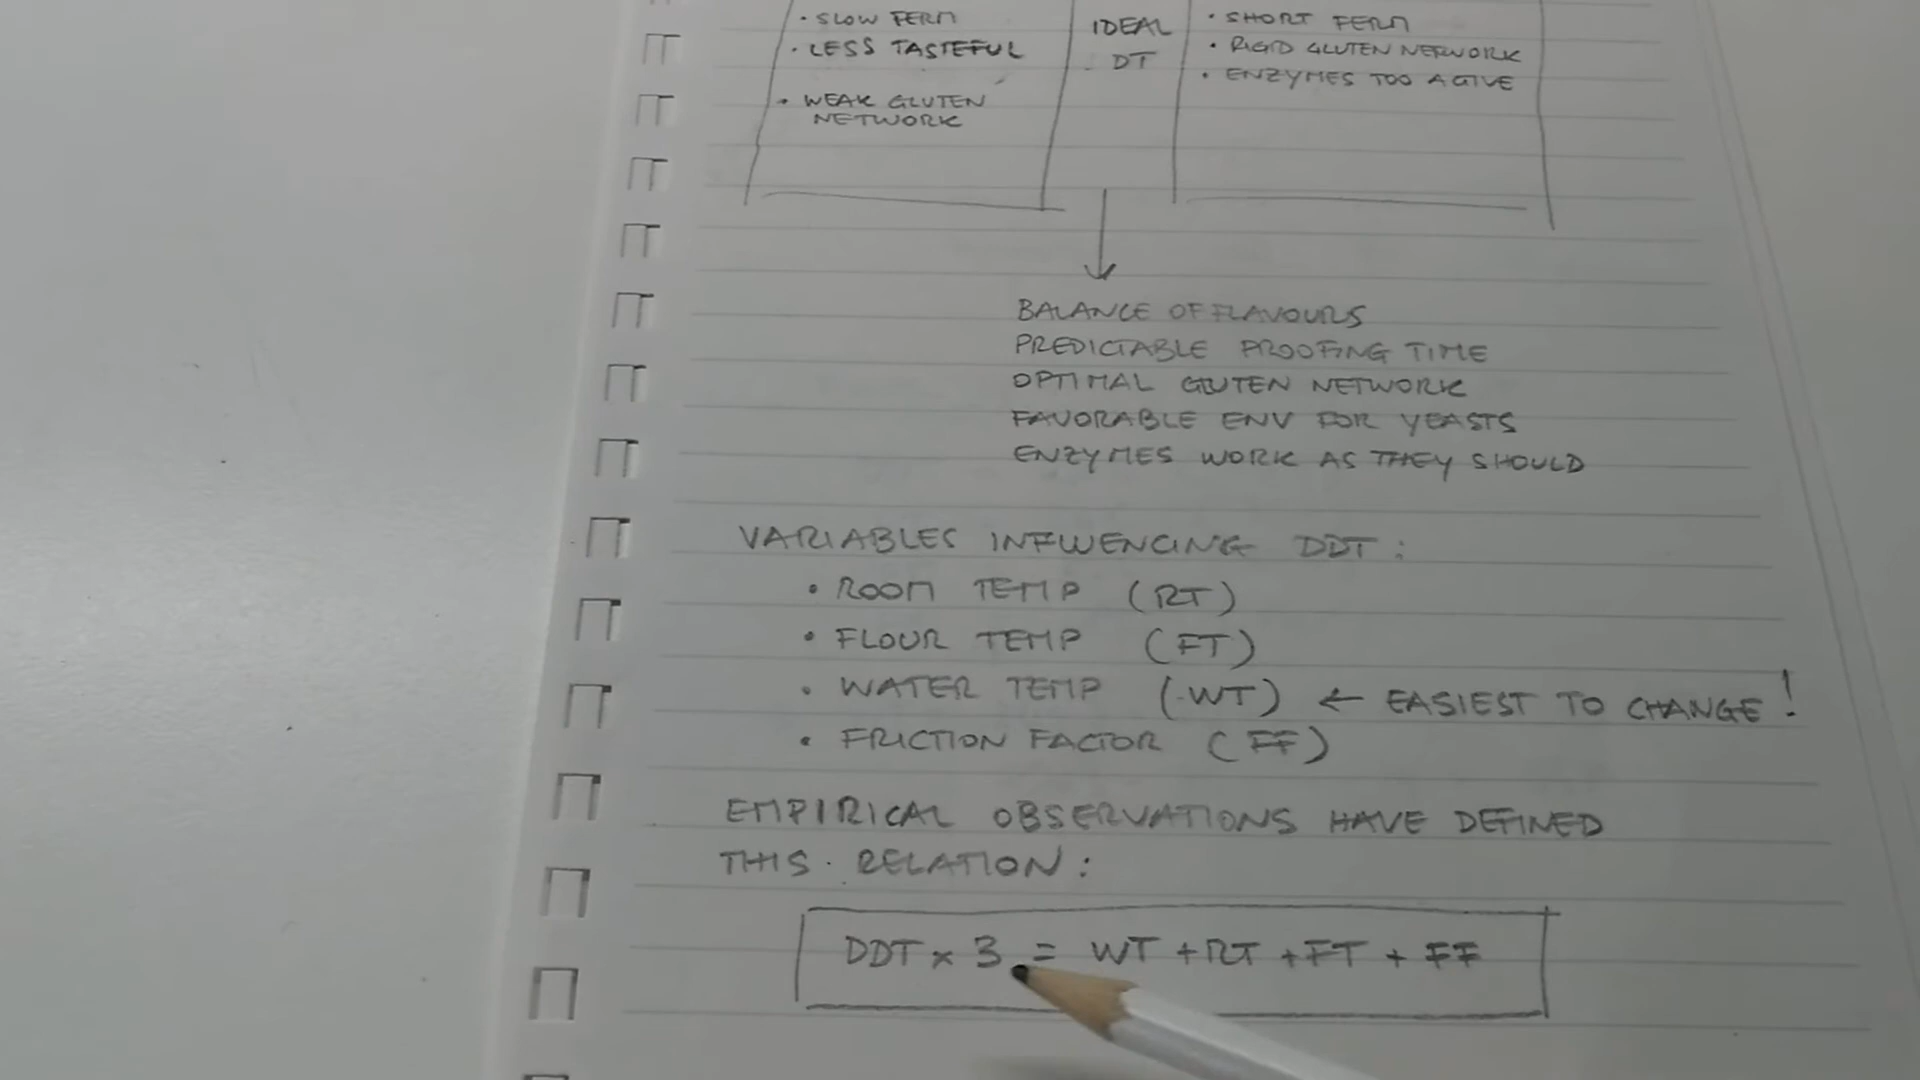 • SLOW FERM
• LESS TASTEFUL
• WEAK GLUTEN
NETWORK
IDEAL
DT
• SHORT FERM
• RIGID GLUTEN NERWORK
• ENZYMES TOO ACTIVE
BALANCE OF FLAVOURS
PREDICTABLE PROOFING TIME
OPTIMAL GLUTEN NETWORK
FAVORABLE ENV FOR YEASTS
ENZYMES WORK AS THEY SHOULD
VARIABLES INFLUENCING DDT:
• ROOM TEMP (RT)
• FLOUR TEMP (FT)
• WATER TEMP (WT) ← EASIEST TO CHANGE!
• FRICTION FACTOR (FF)
EMPIRICAL OBSERVATIONS HAVE DEFINED
THIS RELATION:
DDT × 3 = WT + RT + FT + FF